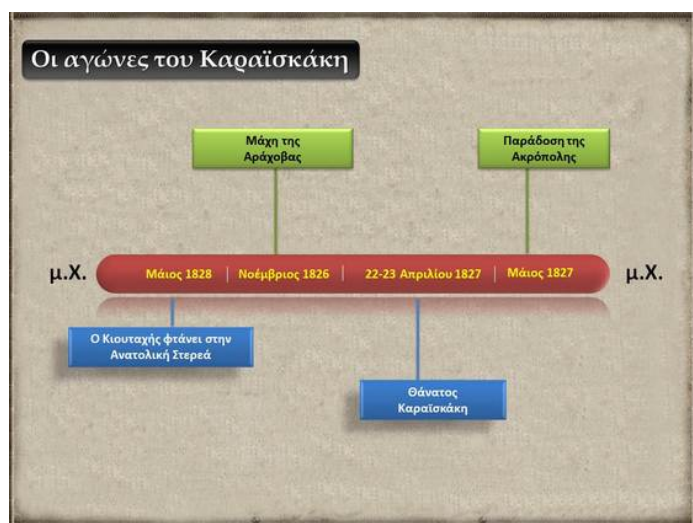 Οι αγώνες του Καραϊσκάκη
Μάχη της
Αράχοβας
Παράδοση της
Ακρόπολης
μ.Χ.
Μάιος 1828
Νοέμβριος 1826
22-23 Απριλίου 1827
Μάιος 1827
μ.Χ.
Ο Κιουταχής φτάνει στην
Ανατολική Στερεά
Θάνατος
Καραϊσκάκη